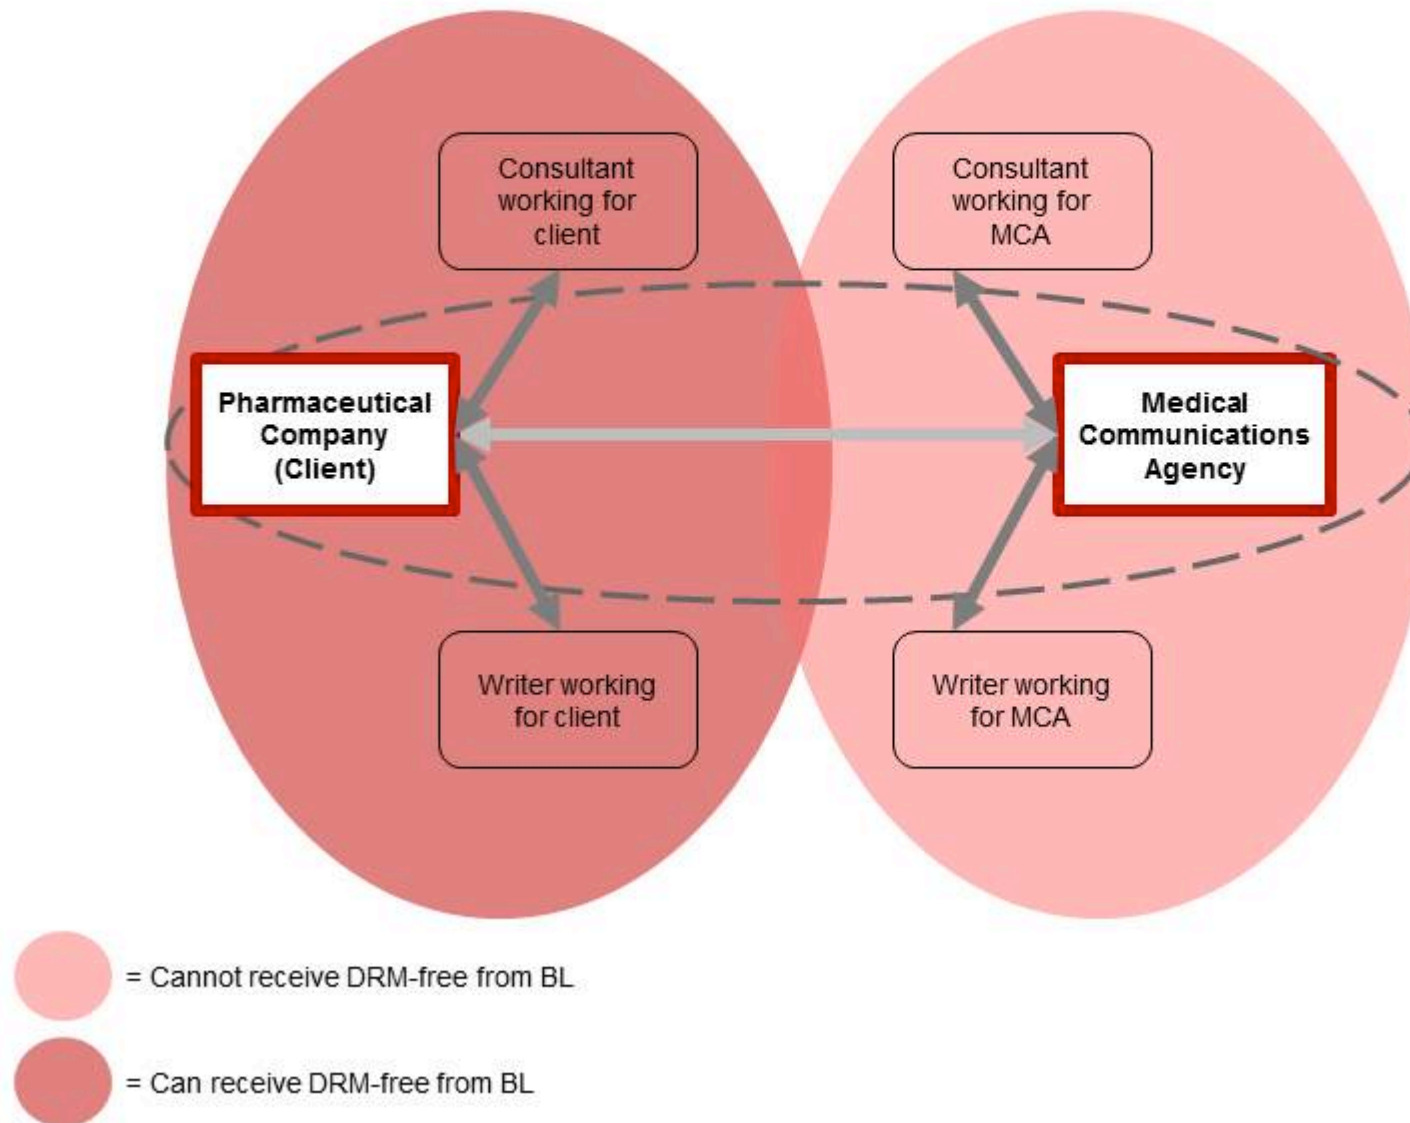 Consultant
working for
client
Consultant
working for
MCA
Pharmaceutical
Company
(Client)
Medical
Communications
Agency
Writer working
for client
Writer working
for MCA
= Cannot receive DRM-free from BL
= Can receive DRM-free from BL